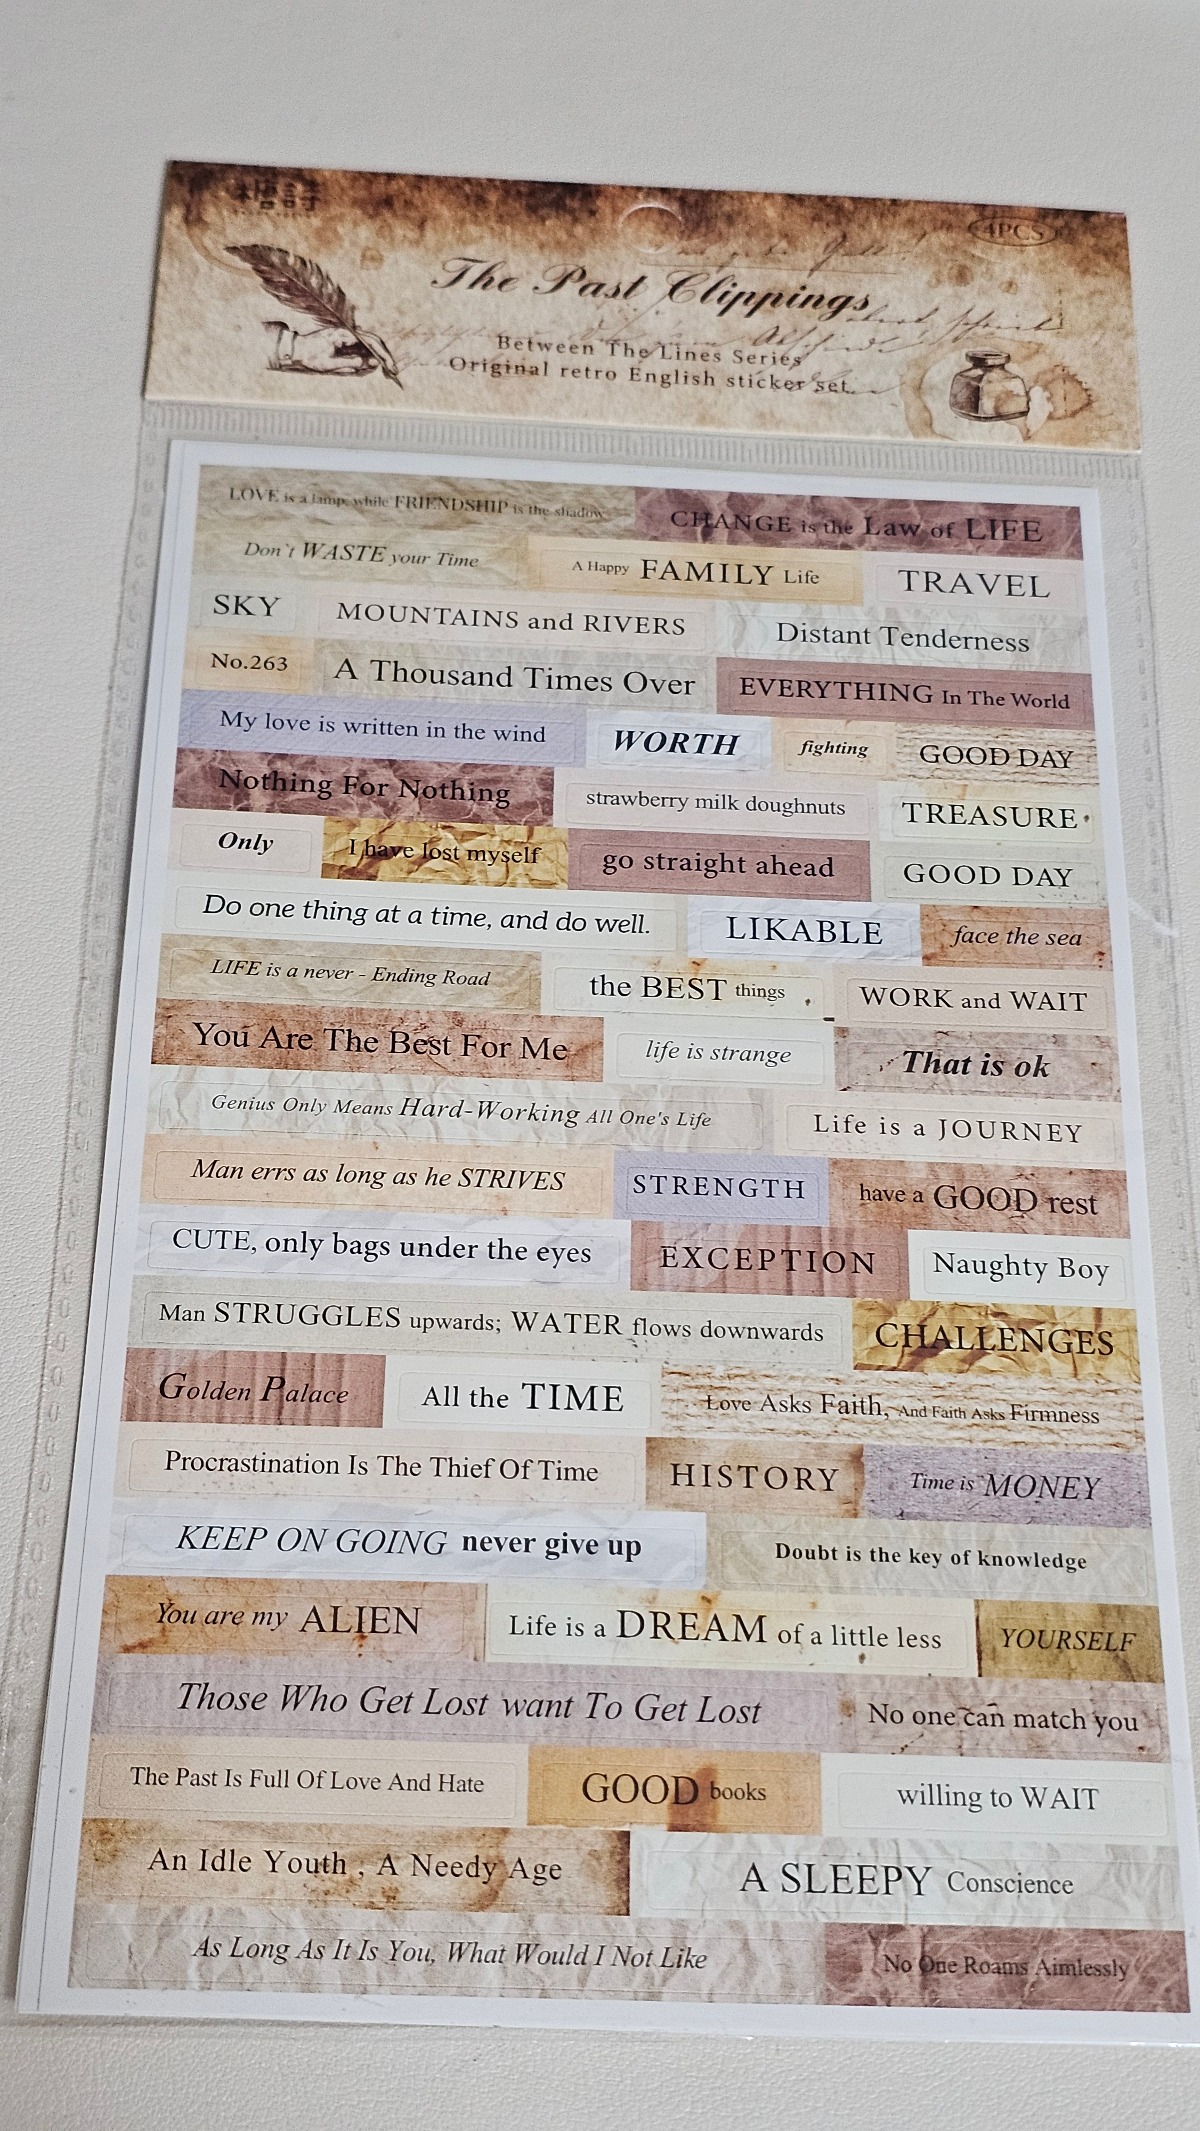 4PCS
The Past Clippings
Between The Lines Series
Original retro English sticker set.
LOVE is a lamp, while FRIENDSHIP is the shadow
CHANGE is the Law of LIFE
Don't WASTE your Time
A Happy FAMILY Life
TRAVEL
SKY
MOUNTAINS and RIVERS
Distant Tenderness
No.263
A Thousand Times Over
EVERYTHING In The World
My love is written in the wind
WORTH
fighting
GOOD DAY
Nothing For Nothing
strawberry milk doughnuts
TREASURE
Only
I have lost myself
go straight ahead
GOOD DAY
Do one thing at a time, and do well.
LIKABLE
face the sea
LIFE is a never - Ending Road
the BEST things
WORK and WAIT
You Are The Best For Me
life is strange
That is ok
Genius Only Means Hard-Working All One's Life
Life is a JOURNEY
Man errs as long as he STRIVES
STRENGTH
have a GOOD rest
CUTE, only bags under the eyes
EXCEPTION
Naughty Boy
Man STRUGGLES upwards; WATER flows downwards
CHALLENGES
Golden Palace
All the TIME
Love Asks Faith, And Faith Asks Firmness
Procrastination Is The Thief Of Time
HISTORY
Time is MONEY
KEEP ON GOING never give up
Doubt is the key of knowledge
You are my ALIEN
Life is a DREAM of a little less
YOURSELF
Those Who Get Lost want To Get Lost
No one can match you
The Past Is Full Of Love And Hate
GOOD books
willing to WAIT
An Idle Youth , A Needy Age
A SLEEPY Conscience
As Long As It Is You, What Would I Not Like
No One Roams Aimlessly